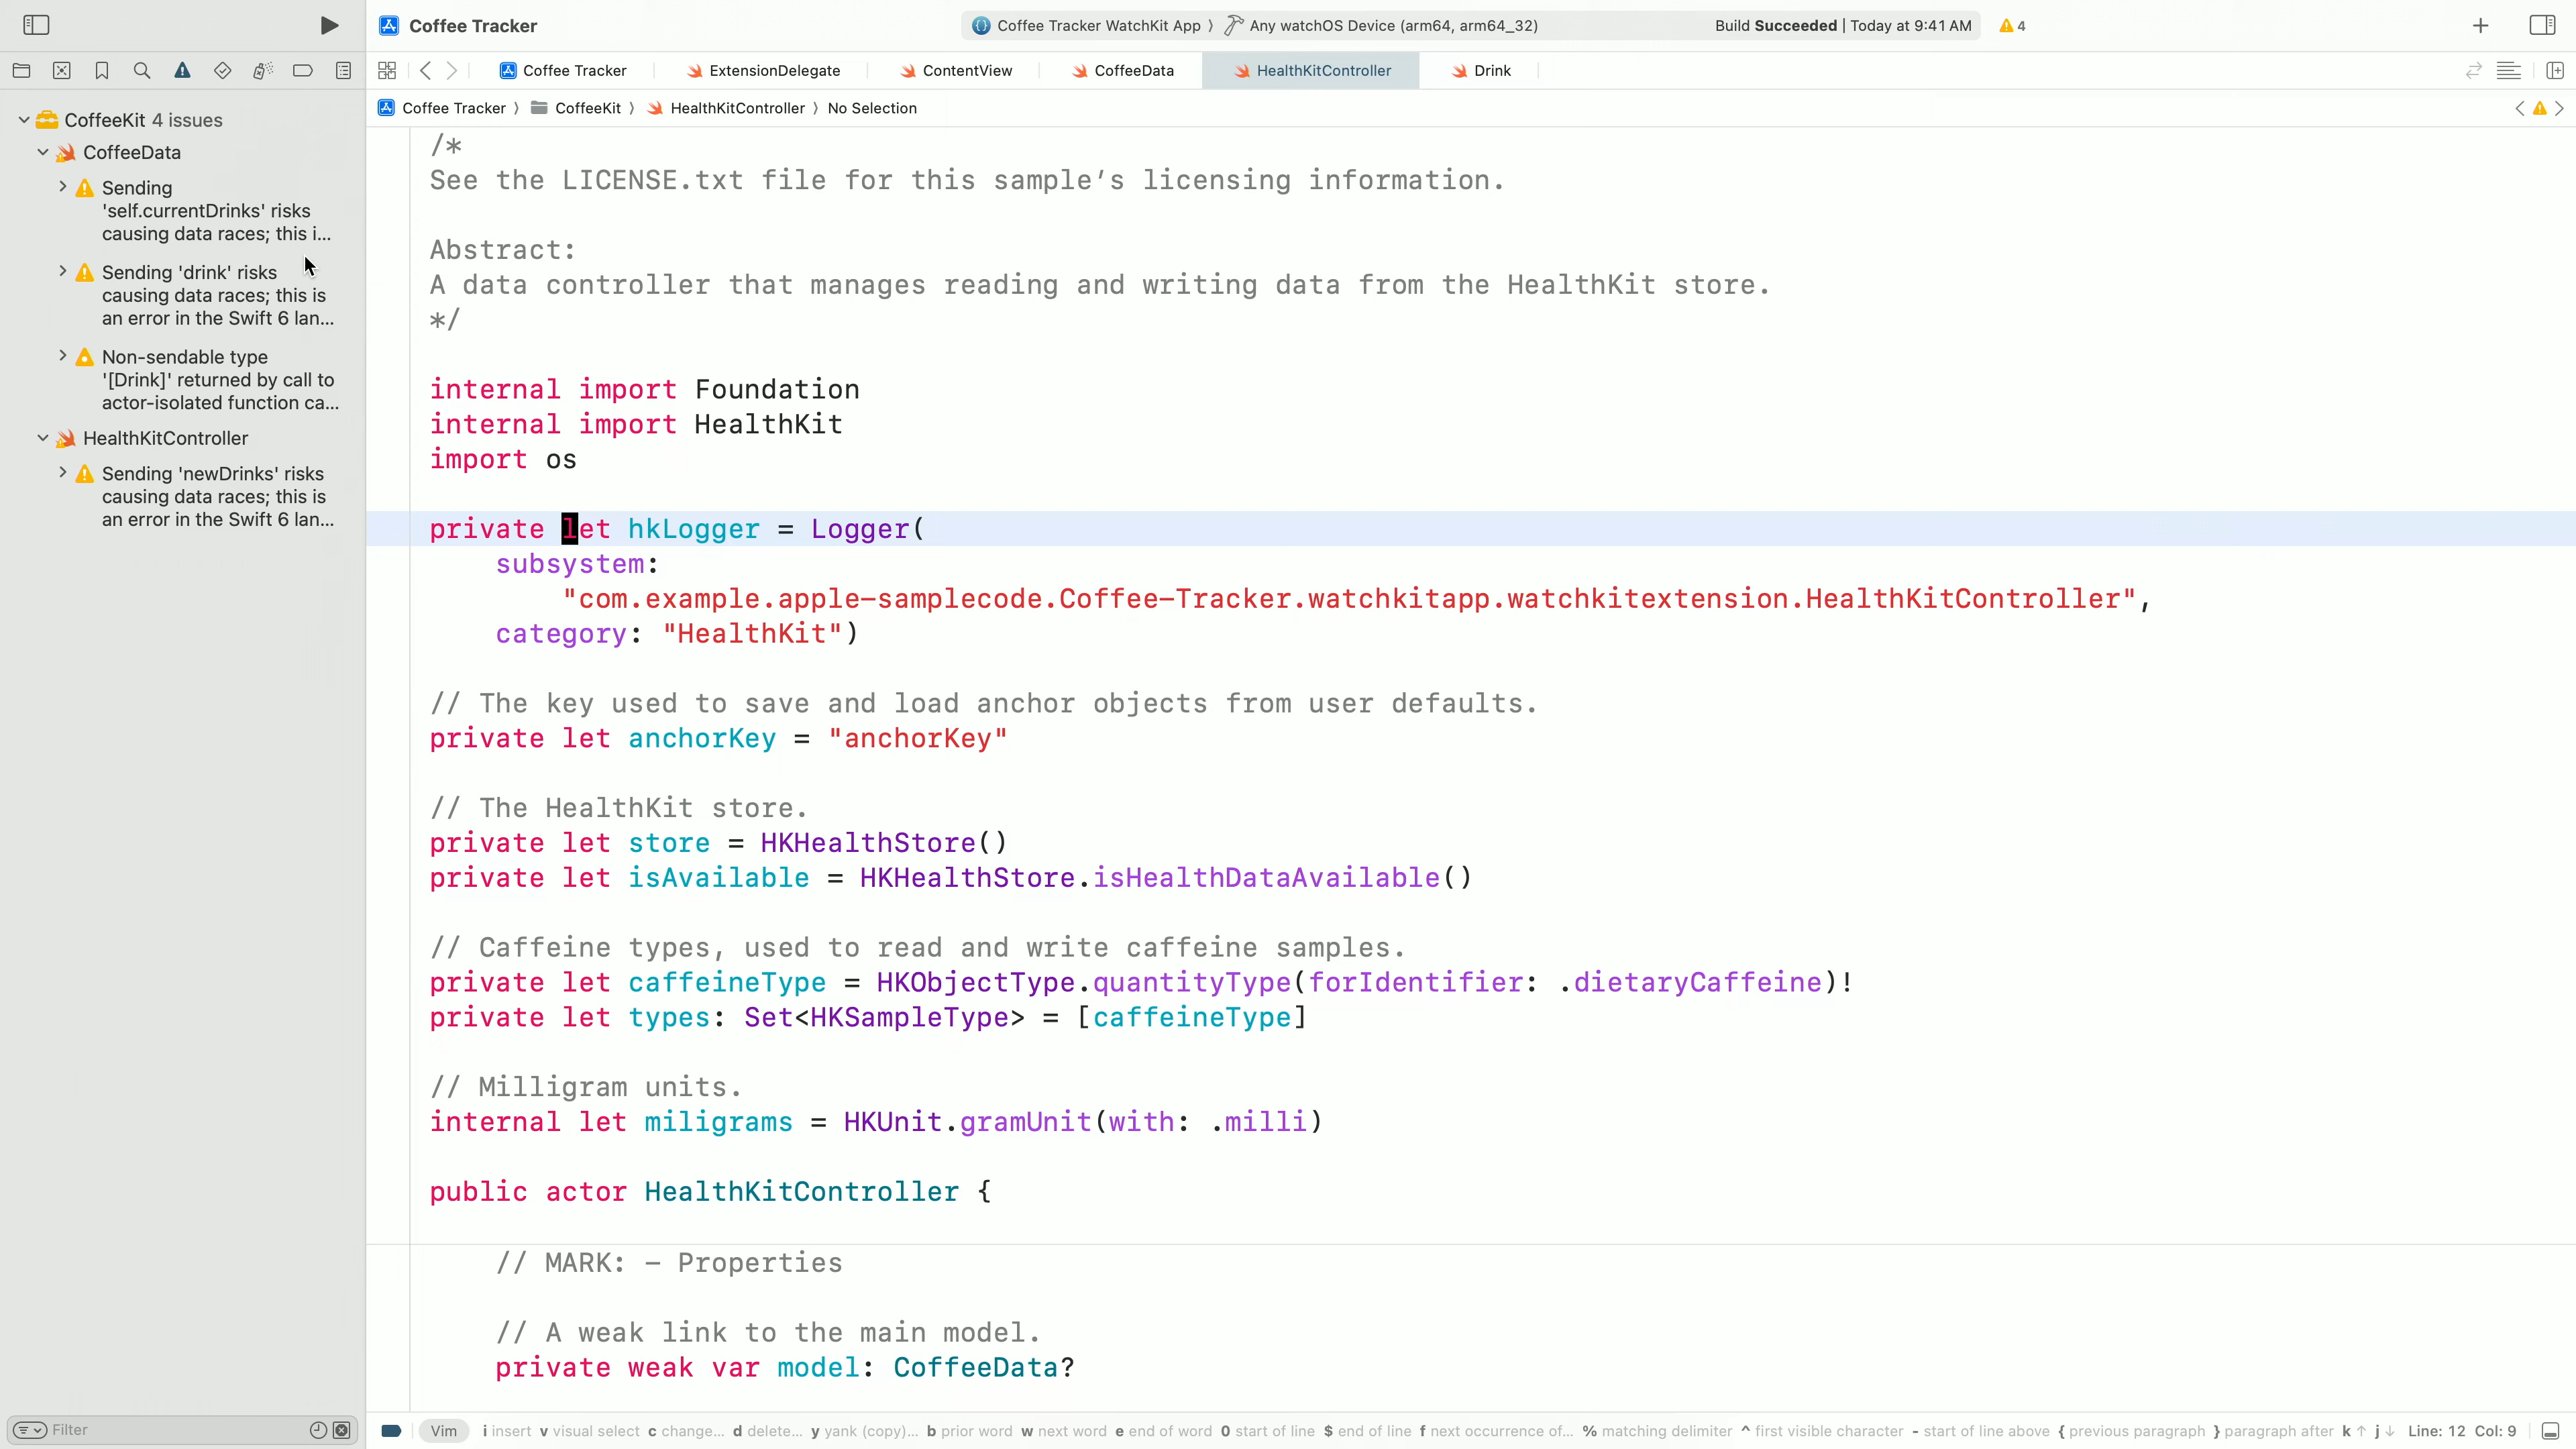 Coffee Tracker
Coffee Tracker WatchKit App 〉 Any watchOS Device (arm64, arm64_32)
Build Succeeded | Today at 9:41 AM
4
Coffee Tracker
ExtensionDelegate
ContentView
CoffeeData
HealthKitController
Drink
Coffee Tracker 〉 CoffeeKit 〉 HealthKitController 〉 No Selection
CoffeeKit 4 issues
CoffeeData
Sending
'self.currentDrinks' risks
causing data races; this i...
Sending 'drink' risks
causing data races; this is
an error in the Swift 6 lan...
Non-sendable type
'[Drink]' returned by call to
actor-isolated function ca...
HealthKitController
Sending 'newDrinks' risks
causing data races; this is
an error in the Swift 6 lan...
Filter
/*
See the LICENSE.txt file for this sample’s licensing information.
Abstract:
A data controller that manages reading and writing data from the HealthKit store.
*/
internal import Foundation
internal import HealthKit
import os
private let hkLogger = Logger(
subsystem:
"com.example.apple-samplecode.Coffee-Tracker.watchkitapp.watchkitextension.HealthKitController",
category: "HealthKit")
// The key used to save and load anchor objects from user defaults.
private let anchorKey = "anchorKey"
// The HealthKit store.
private let store = HKHealthStore()
private let isAvailable = HKHealthStore.isHealthDataAvailable()
// Caffeine types, used to read and write caffeine samples.
private let caffeineType = HKObjectType.quantityType(forIdentifier: .dietaryCaffeine)!
private let types: Set<HKSampleType> = [caffeineType]
// Milligram units.
internal let miligrams = HKUnit.gramUnit(with: .milli)
public actor HealthKitController {
// MARK: - Properties
// A weak link to the main model.
private weak var model: CoffeeData?
Vim i insert v visual select c change... d delete... y yank (copy)... b prior word w next word e end of word 0 start of line $ end of line f next occurrence of... % matching delimiter ^ first visible character - start of line above { previous paragraph } paragraph after k ↑ j ↓ Line: 12 Col: 9